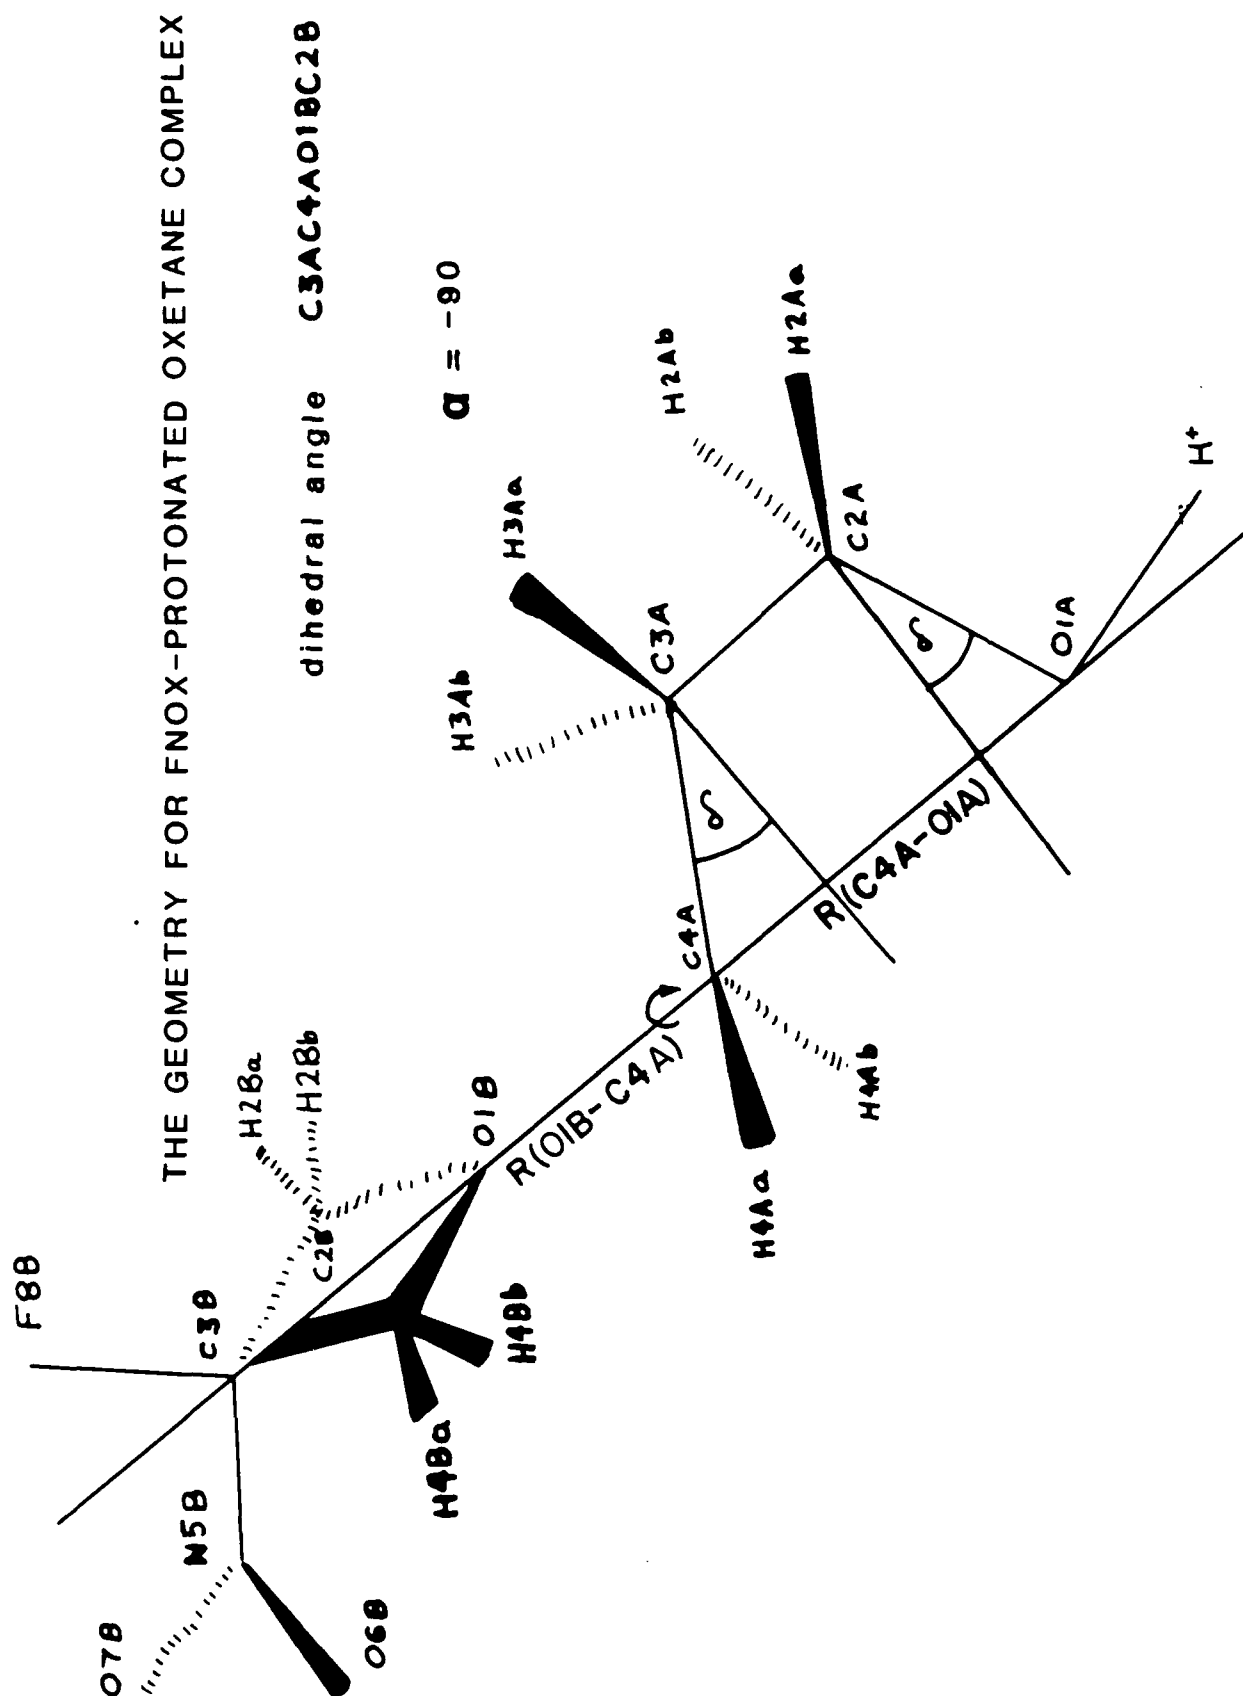 THE GEOMETRY FOR FNOX-PROTONATED OXETANE COMPLEX
dihedral angle C3AC4AO1BC2B
α = -90
F8B
C3B
N5B
O7B
O6B
H2Ba
H2Bb
C2B
O1B
H4Ba
H4Bb
R(O1B-C4A)
C4A
H4Aa
H4Ab
H3Ab
H3Aa
C3A
δ
R(C4A-O1A)
H2Ab
H2Aa
C2A
δ
O1A
H+